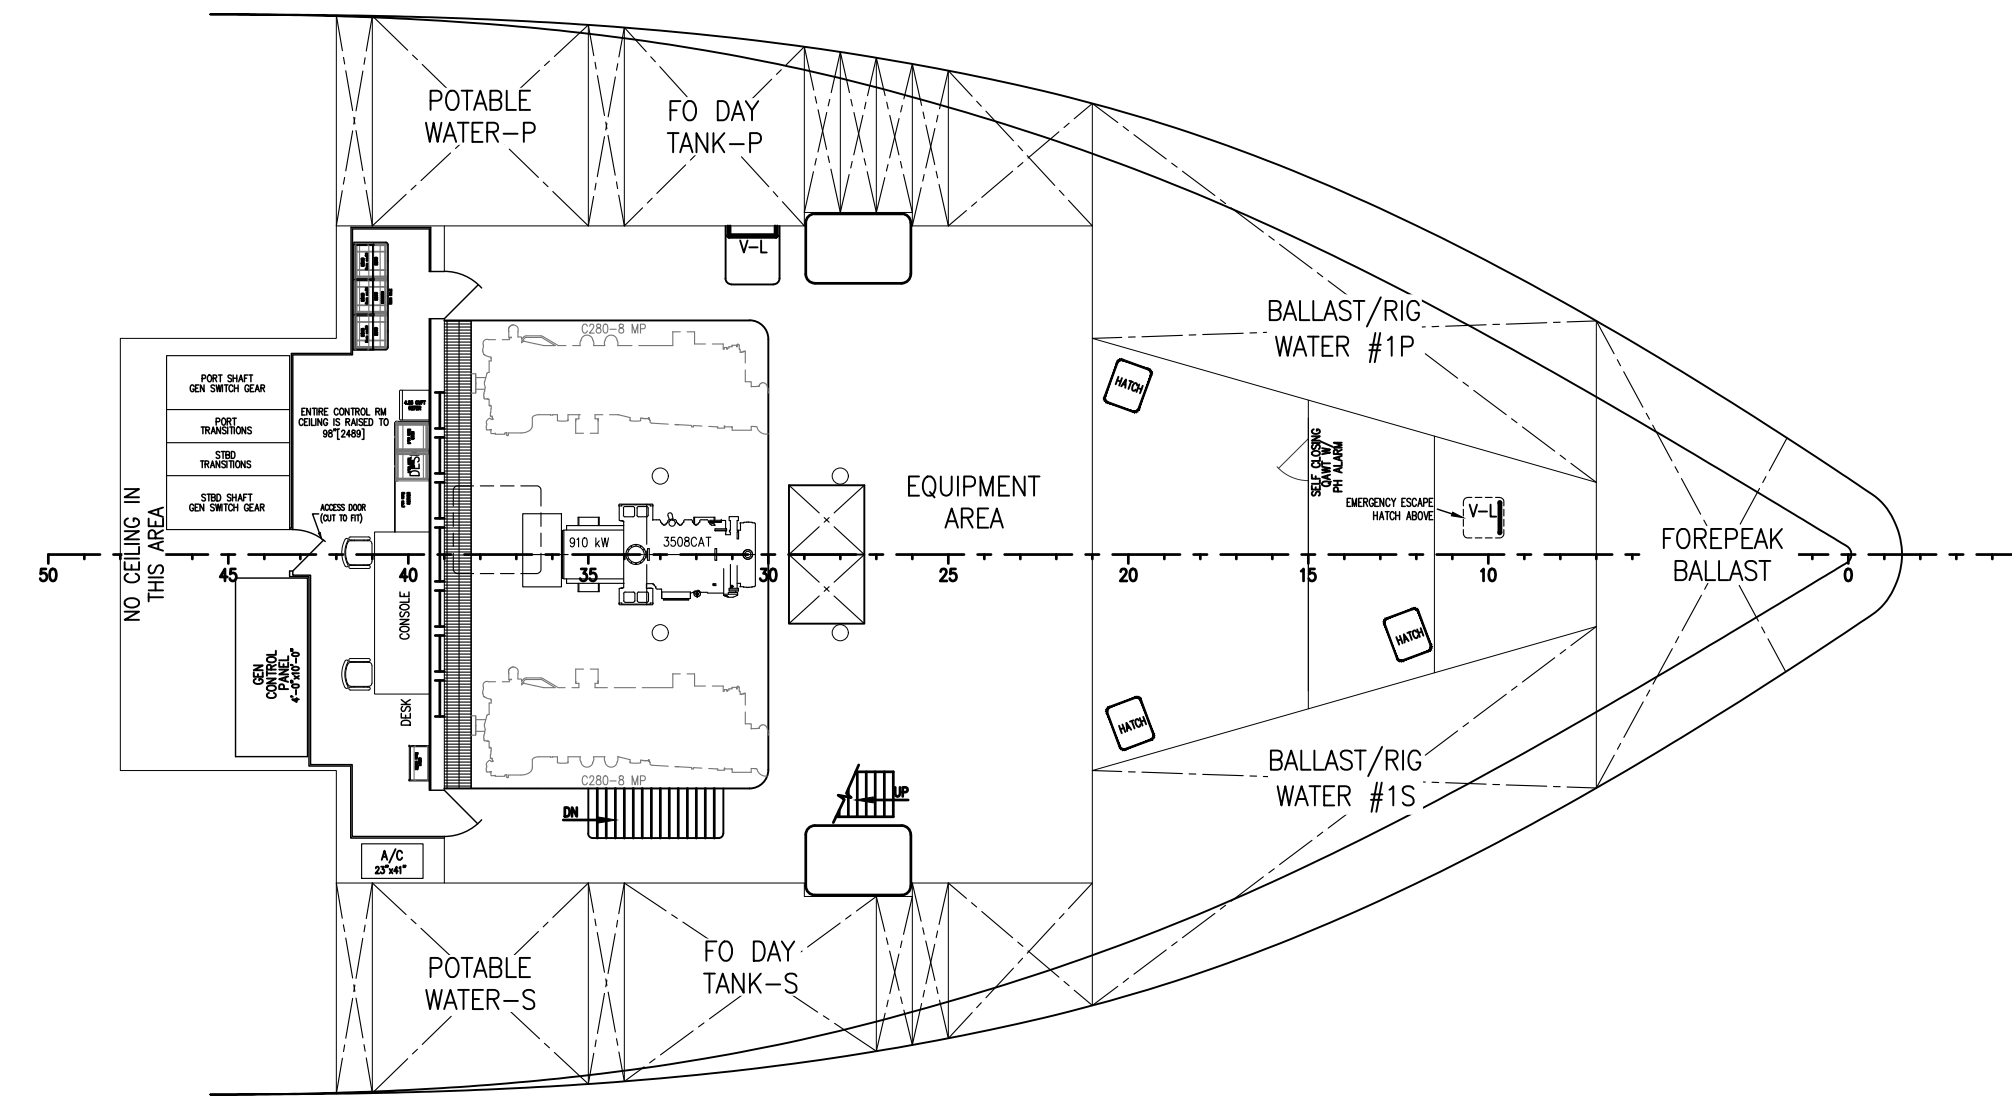 POTABLE
WATER-P
FO DAY
TANK-P
V-L
C280-8 MP
BALLAST/RIG
WATER #1P
HATCH
PORT SHAFT
GEN SWITCH GEAR
PORT
TRANSITIONS
STBD
TRANSITIONS
STBD SHAFT
GEN SWITCH GEAR
ENTIRE CONTROL RM
CEILING IS RAISED TO
98"[2489]
ACCESS DOOR
(CUT TO FIT)
NO CEILING IN
THIS AREA
EQUIPMENT
AREA
SELF CLOSING
QAWT W/
PH ALARM
EMERGENCY ESCAPE
HATCH ABOVE
V-L
910 kW
3508CAT
FOREPEAK
BALLAST
50
45
40
35
30
25
20
15
10
0
CONSOLE
GEN
CONTROL
PANEL
4'-0"x10'-0"
DESK
HATCH
HATCH
C280-8 MP
DN
UP
BALLAST/RIG
WATER #1S
A/C
23"x41"
POTABLE
WATER-S
FO DAY
TANK-S